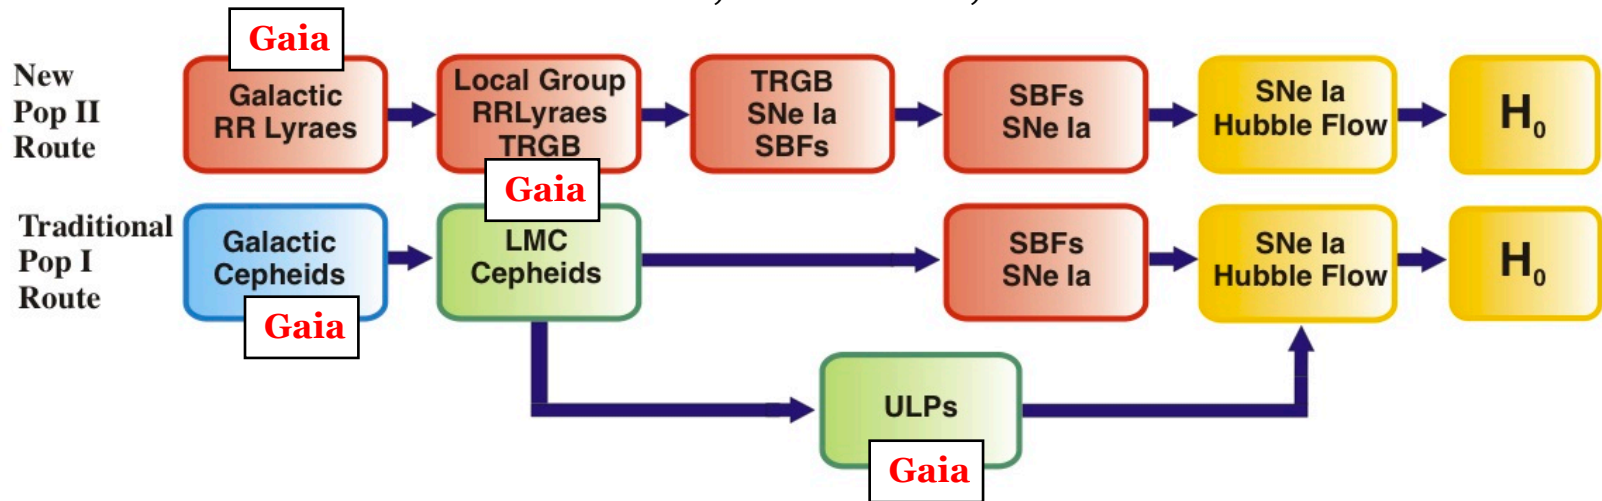 Gaia
New
Pop II
Route
Galactic
RR Lyraes
Local Group
RRLyraes
TRGB
TRGB
SNe Ia
SBFs
SBFs
SNe Ia
SNe Ia
Hubble Flow
H₀
Gaia
Traditional
Pop I
Route
Galactic
Cepheids
LMC
Cepheids
SBFs
SNe Ia
SNe Ia
Hubble Flow
H₀
Gaia
ULPs
Gaia